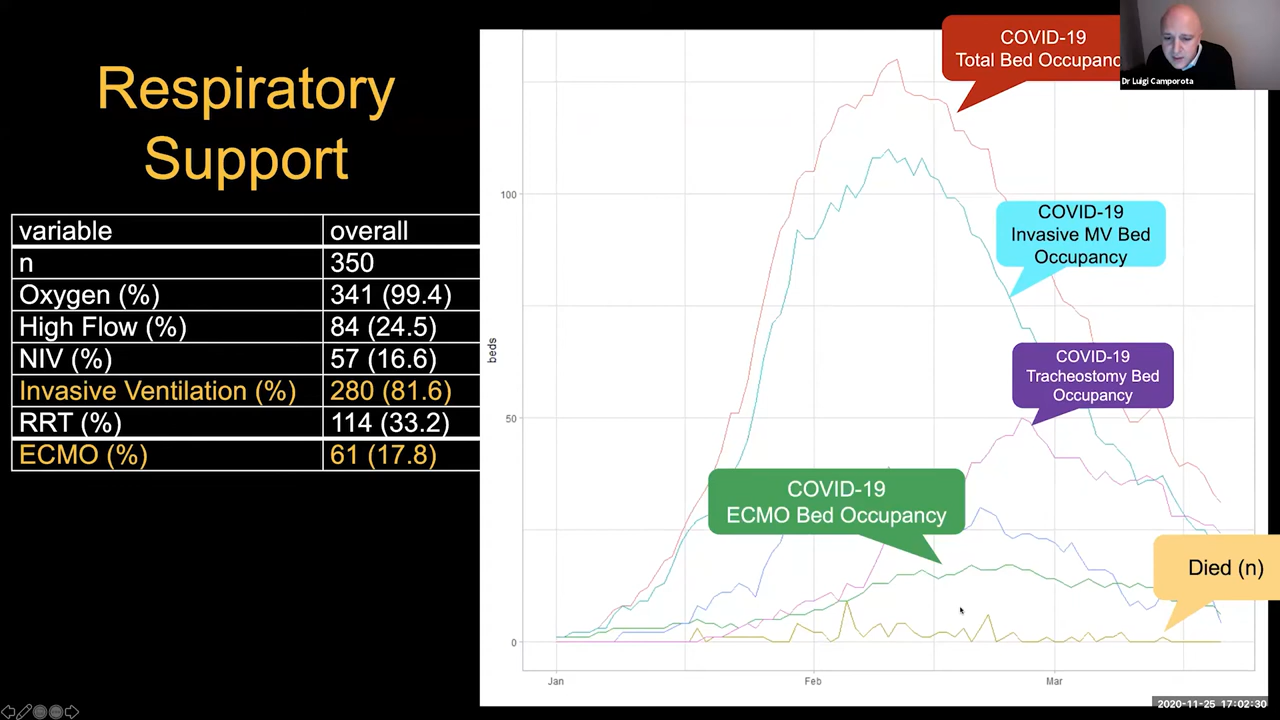 Respiratory
Support
variable overall
n 350
Oxygen (%) 341 (99.4)
High Flow (%) 84 (24.5)
NIV (%) 57 (16.6)
Invasive Ventilation (%) 280 (81.6)
RRT (%) 114 (33.2)
ECMO (%) 61 (17.8)
COVID-19
Total Bed Occupanc
Dr Luigi Camporota
COVID-19
Invasive MV Bed
Occupancy
COVID-19
Tracheostomy Bed
Occupancy
COVID-19
ECMO Bed Occupancy
Died (n)
beds
100
50
0
Jan Feb Mar
2020-11-25 17:02:30